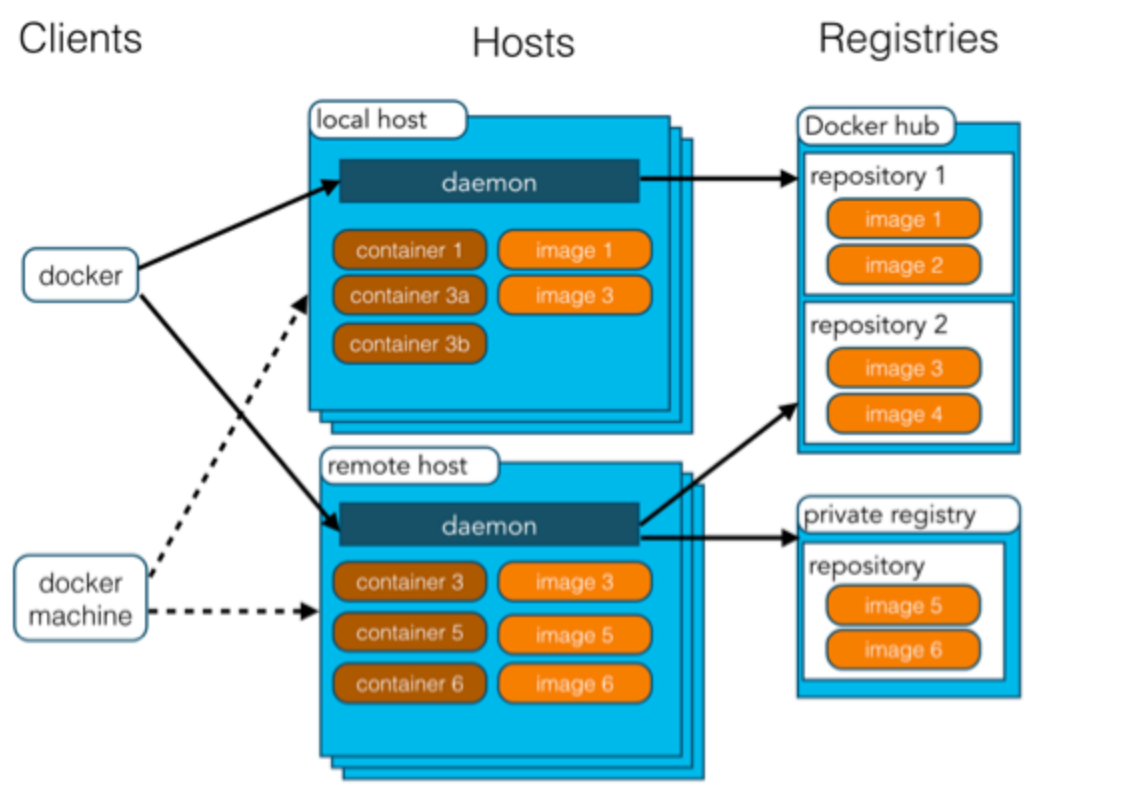 Clients
Hosts
Registries
local host
daemon
container 1
image 1
container 3a
image 3
container 3b
docker
docker
machine
remote host
daemon
container 3
image 3
container 5
image 5
container 6
image 6
Docker hub
repository 1
image 1
image 2
repository 2
image 3
image 4
private registry
repository
image 5
image 6